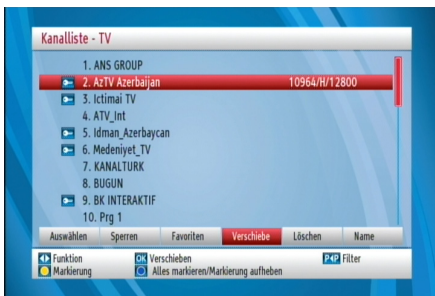 Kanalliste - TV
1. ANS GROUP
2. AzTV Azerbaijan 10964/H/12800
3. Ictimai TV
4. ATV_Int
5. Idman_Azerbaycan
6. Medeniyet_TV
7. KANALTURK
8. BUGUN
9. BK INTERAKTIF
10. Prg 1
Auswählen Sperren Favoriten Verschiebe Löschen Name
Funktion OK Verschieben P◄P Filter
Markierung Alles markieren/Markierung aufheben